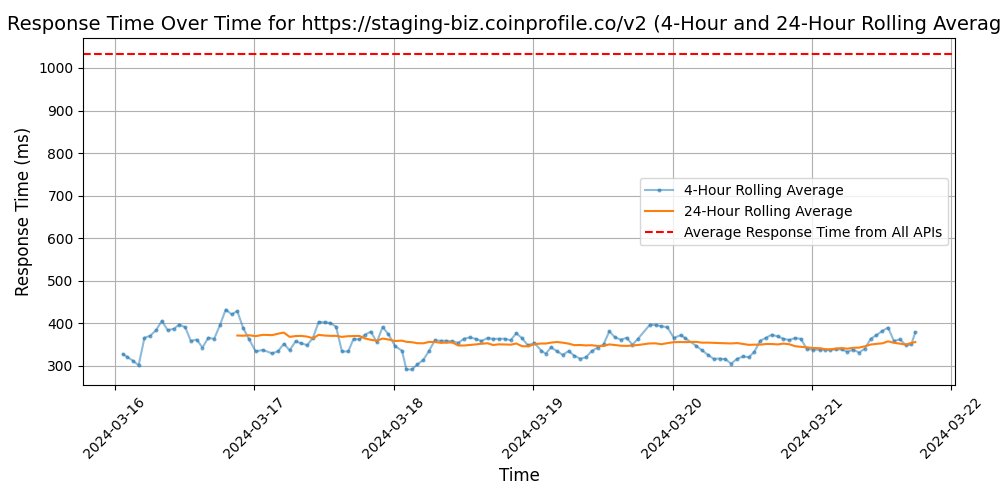 Response Time Over Time for https://staging-biz.coinprofile.co/v2 (4-Hour and 24-Hour Rolling Averag
1000
900
800
700
600
500
400
300
Response Time (ms)
4-Hour Rolling Average
24-Hour Rolling Average
Average Response Time from All APIs
2024-03-16
2024-03-17
2024-03-18
2024-03-19
2024-03-20
2024-03-21
2024-03-22
Time